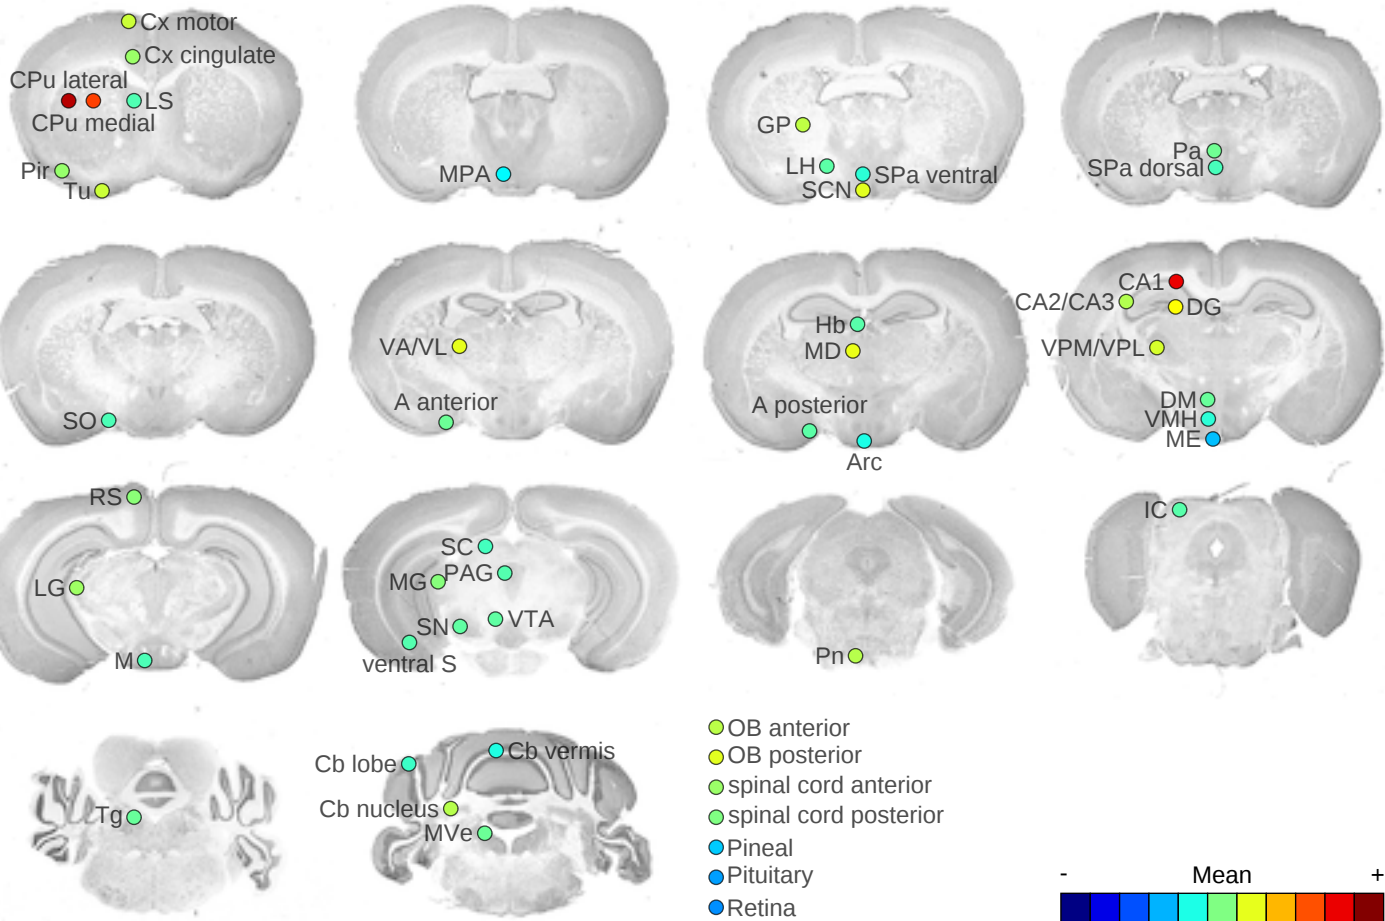 Cx motor
Cx cingulate
CPu lateral
LS
CPu medial
Pir
Tu
MPA
GP
LH
SPa ventral
SCN
Pa
SPa dorsal
SO
VA/VL
A anterior
Hb
MD
A posterior
Arc
CA1
CA2/CA3
DG
VPM/VPL
DM
VMH
ME
RS
LG
M
SC
MG
PAG
SN
VTA
ventral S
Pn
IC
Tg
Cb lobe
Cb vermis
Cb nucleus
MVe
OB anterior
OB posterior
spinal cord anterior
spinal cord posterior
Pineal
Pituitary
Retina
- Mean +